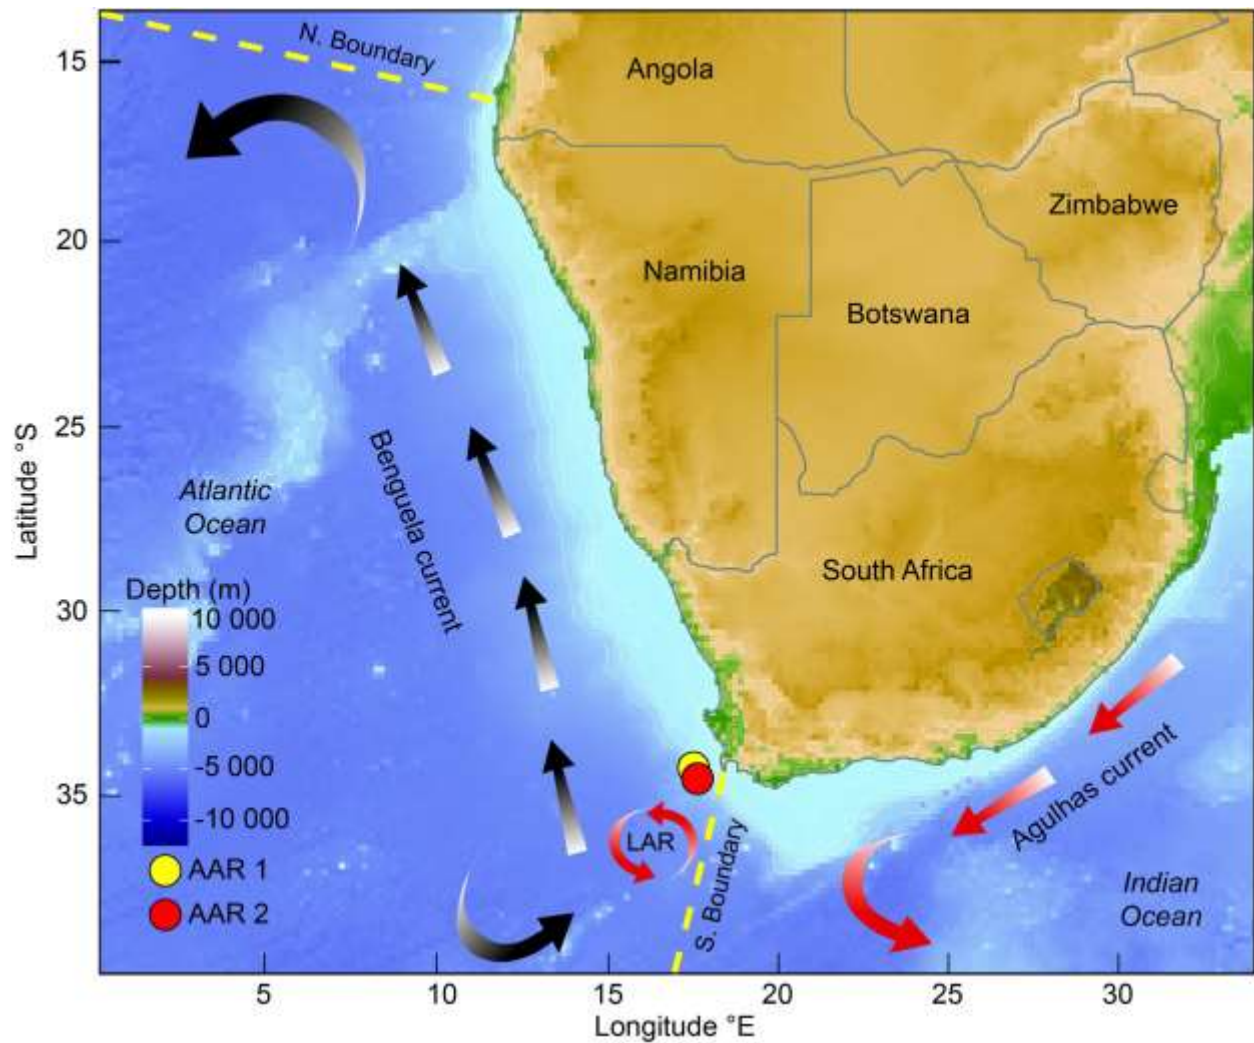 N. Boundary
15
Angola
Zimbabwe
20
Namibia
Botswana
25
Latitude °S
Benguela current
Atlantic
Ocean
South Africa
Depth (m)
10 000
5 000
0
-5 000
-10 000
30
35
AAR 1
AAR 2
LAR
S. Boundary
Agulhas current
Indian
Ocean
5
10
15
20
25
30
Longitude °E